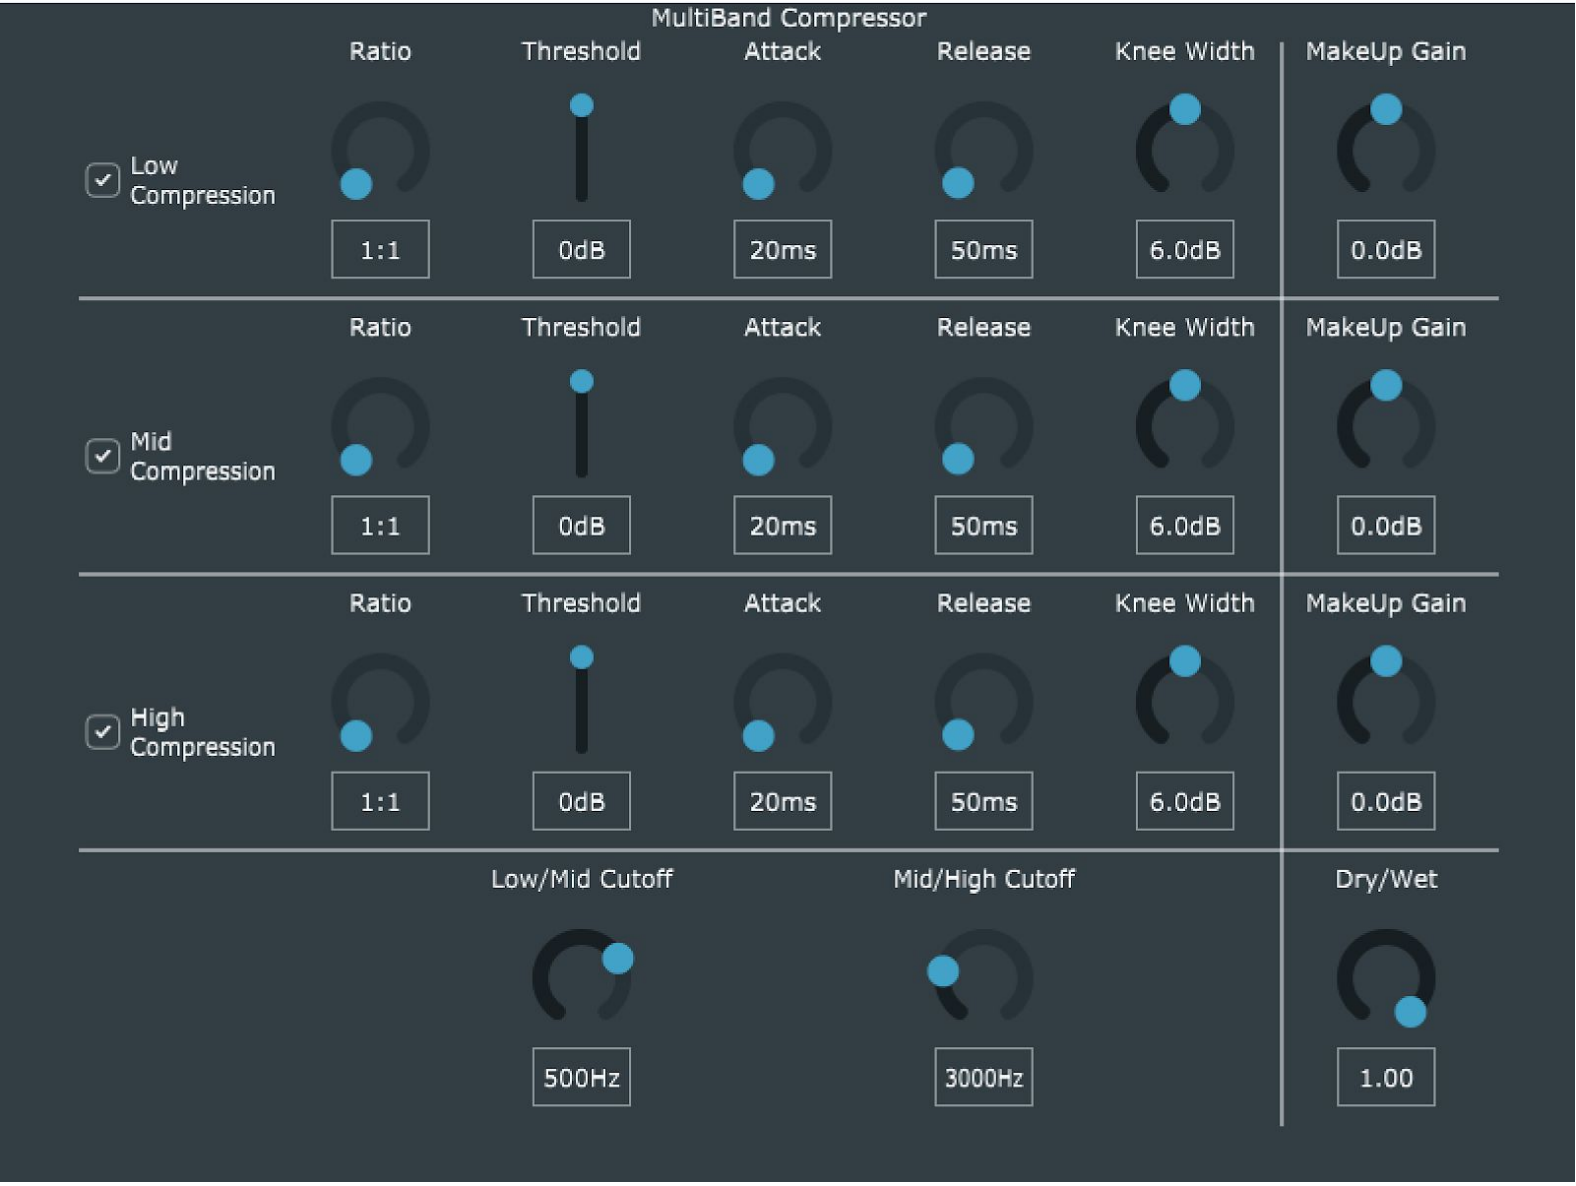 MultiBand Compressor
Ratio Threshold Attack Release Knee Width MakeUp Gain
Low
Compression
1:1 0dB 20ms 50ms 6.0dB 0.0dB
Ratio Threshold Attack Release Knee Width MakeUp Gain
Mid
Compression
1:1 0dB 20ms 50ms 6.0dB 0.0dB
Ratio Threshold Attack Release Knee Width MakeUp Gain
High
Compression
1:1 0dB 20ms 50ms 6.0dB 0.0dB
Low/Mid Cutoff Mid/High Cutoff Dry/Wet
500Hz 3000Hz 1.00